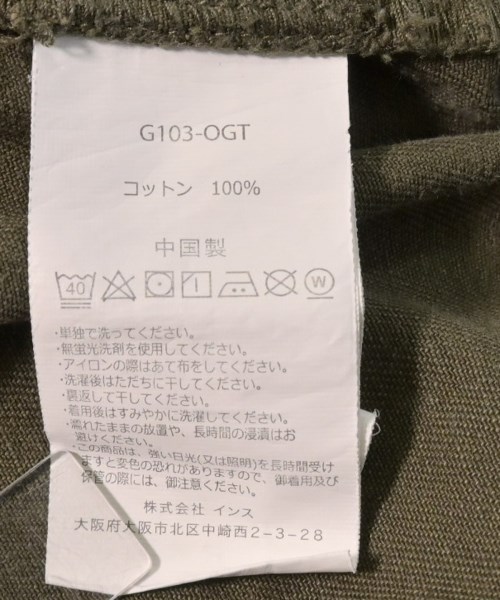 G103-OGT
コットン 100%
中国製
40 W
・単独で洗ってください。
・無蛍光洗剤を使用してください。
・アイロンの際はあて布をしてください。
・洗濯後はただちに干してください。
・裏返して干してください。
・着用後はすみやかに洗濯してください。
・濡れたままの放置や、長時間の浸漬はお
避けください。
・この商品は、強い日光(又は照明)を長時間受け
ますと変色の恐れがありますので、御着用及び
保管の際には、御注意ください。
株式会社 インス
大阪府大阪市北区中崎西2-3-28